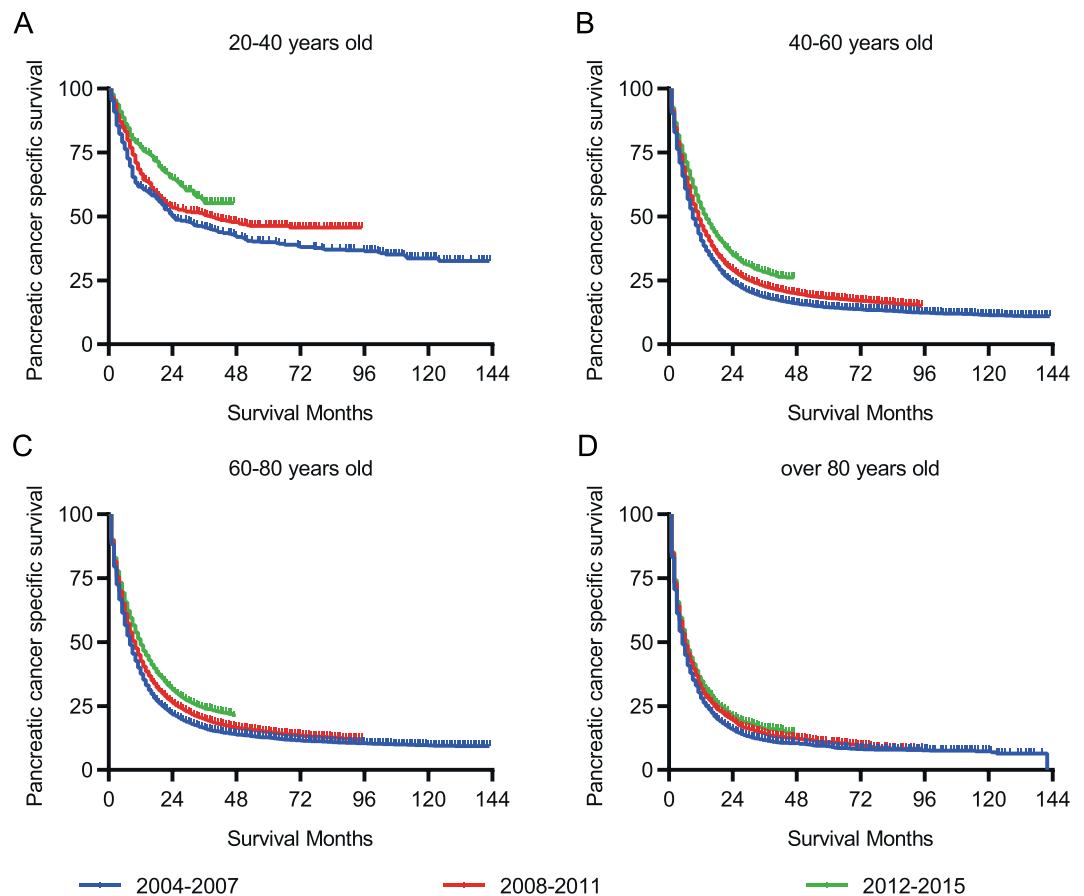 A
20-40 years old
Pancreatic cancer specific survival
100
75
50
25
0
0 24 48 72 96 120 144
Survival Months
B
40-60 years old
Pancreatic cancer specific survival
100
75
50
25
0
0 24 48 72 96 120 144
Survival Months
C
60-80 years old
Pancreatic cancer specific survival
100
75
50
25
0
0 24 48 72 96 120 144
Survival Months
D
over 80 years old
Pancreatic cancer specific survival
100
75
50
25
0
0 24 48 72 96 120 144
Survival Months
2004-2007 2008-2011 2012-2015